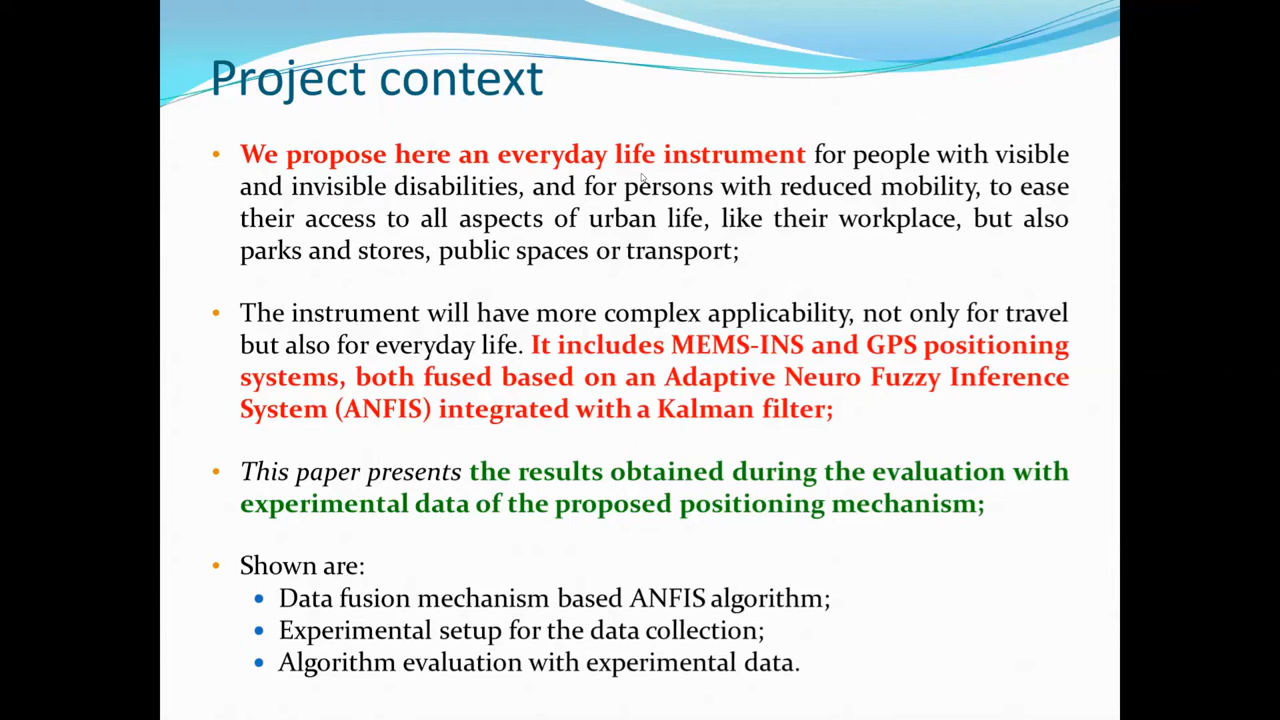 Project context
• We propose here an everyday life instrument for people with visible
and invisible disabilities, and for persons with reduced mobility, to ease
their access to all aspects of urban life, like their workplace, but also
parks and stores, public spaces or transport;
• The instrument will have more complex applicability, not only for travel
but also for everyday life. It includes MEMS-INS and GPS positioning
systems, both fused based on an Adaptive Neuro Fuzzy Inference
System (ANFIS) integrated with a Kalman filter;
• This paper presents the results obtained during the evaluation with
experimental data of the proposed positioning mechanism;
• Shown are:
• Data fusion mechanism based ANFIS algorithm;
• Experimental setup for the data collection;
• Algorithm evaluation with experimental data.